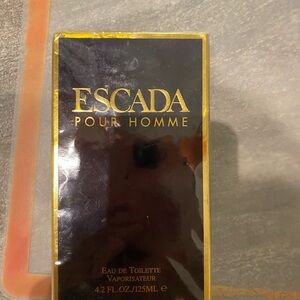 ESCADA
POUR HOMME
EAU DE TOILETTE
VAPORISATEUR
4.2 FL.OZ./125ML e